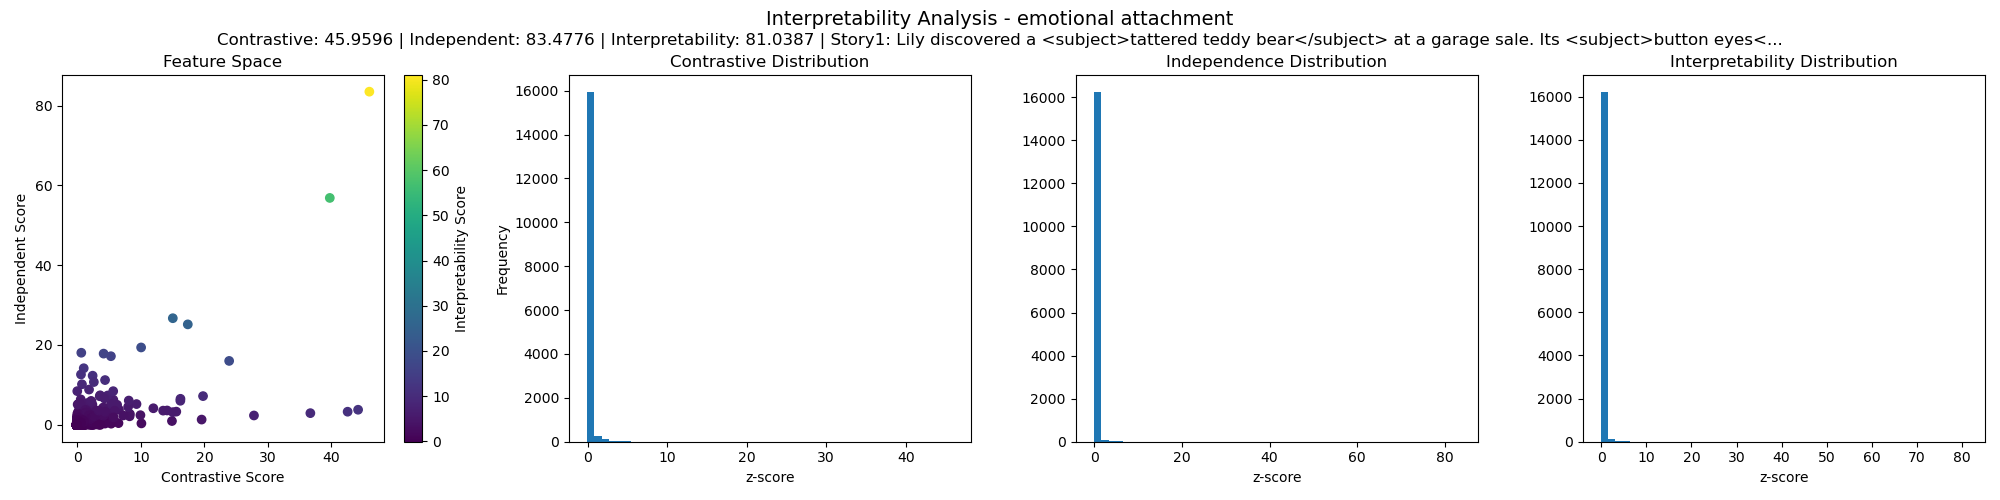 Interpretability Analysis - emotional attachment
Contrastive: 45.9596 | Independent: 83.4776 | Interpretability: 81.0387 | Story1: Lily discovered a <subject>tattered teddy bear</subject> at a garage sale. Its <subject>button eyes<...
Feature Space
Independent Score
80
60
40
20
0
0 10 20 30 40
Contrastive Score
80
70
60
50
40
30
20
10
0
Interpretability Score
Contrastive Distribution
Frequency
16000
14000
12000
10000
8000
6000
4000
2000
0
0 10 20 30 40
z-score
Independence Distribution
16000
14000
12000
10000
8000
6000
4000
2000
0
0 20 40 60 80
z-score
Interpretability Distribution
16000
14000
12000
10000
8000
6000
4000
2000
0
0 10 20 30 40 50 60 70 80
z-score